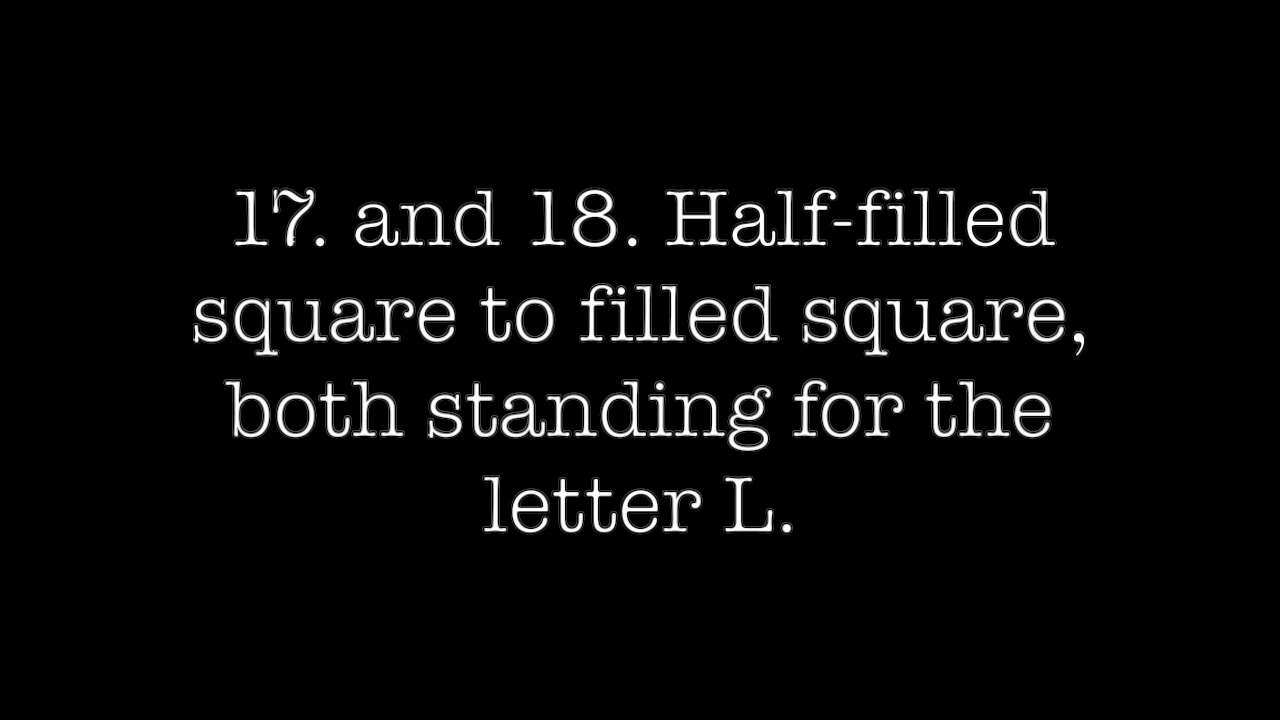 17. and 18. Half-filled
square to filled square,
both standing for the
letter L.